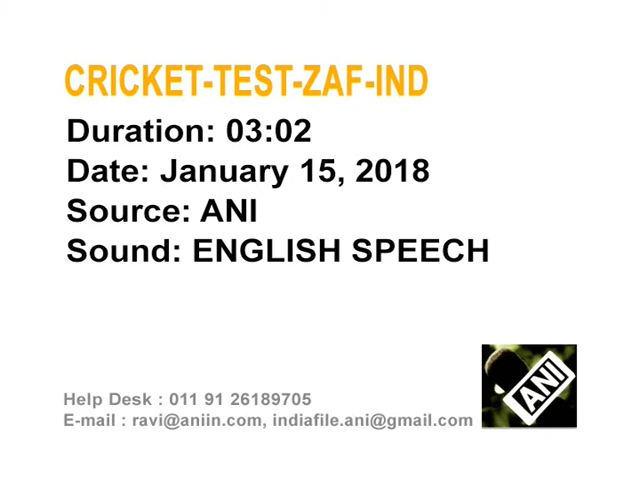 CRICKET-TEST-ZAF-IND
Duration: 03:02
Date: January 15, 2018
Source: ANI
Sound: ENGLISH SPEECH
Help Desk : 011 91 26189705
E-mail : ravi@aniin.com, indiafile.ani@gmail.com
ANI